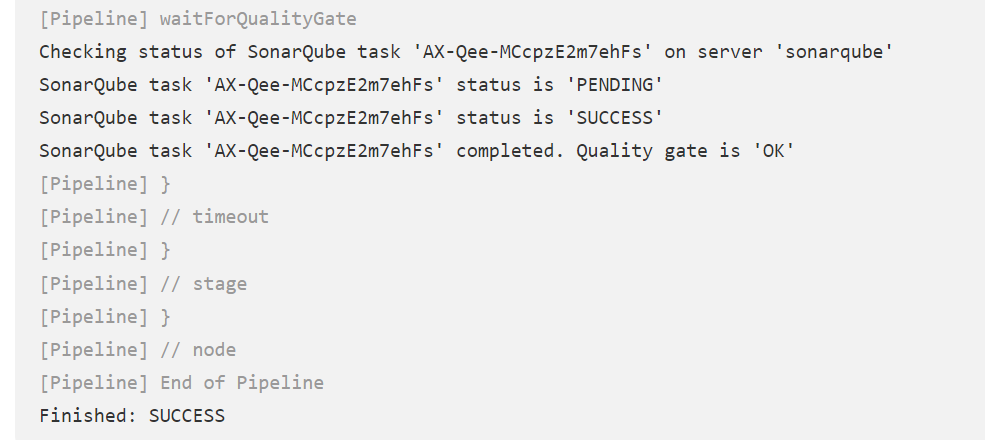 [Pipeline] waitForQualityGate
Checking status of SonarQube task 'AX-Qee-MCcpzE2m7ehFs' on server 'sonarqube'
SonarQube task 'AX-Qee-MCcpzE2m7ehFs' status is 'PENDING'
SonarQube task 'AX-Qee-MCcpzE2m7ehFs' status is 'SUCCESS'
SonarQube task 'AX-Qee-MCcpzE2m7ehFs' completed. Quality gate is 'OK'
[Pipeline] }
[Pipeline] // timeout
[Pipeline] }
[Pipeline] // stage
[Pipeline] }
[Pipeline] // node
[Pipeline] End of Pipeline
Finished: SUCCESS